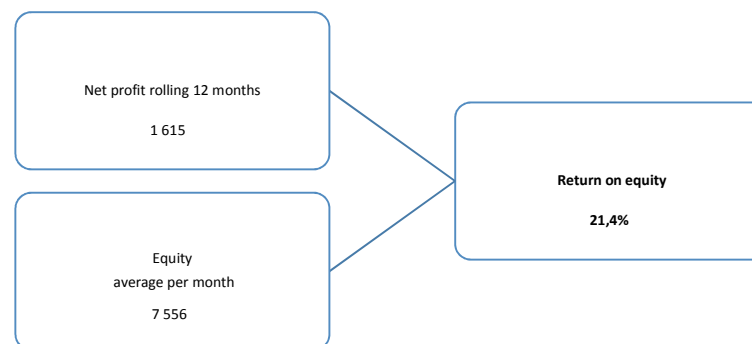 Net profit rolling 12 months
1 615
Return on equity
21,4%
Equity
average per month
7 556